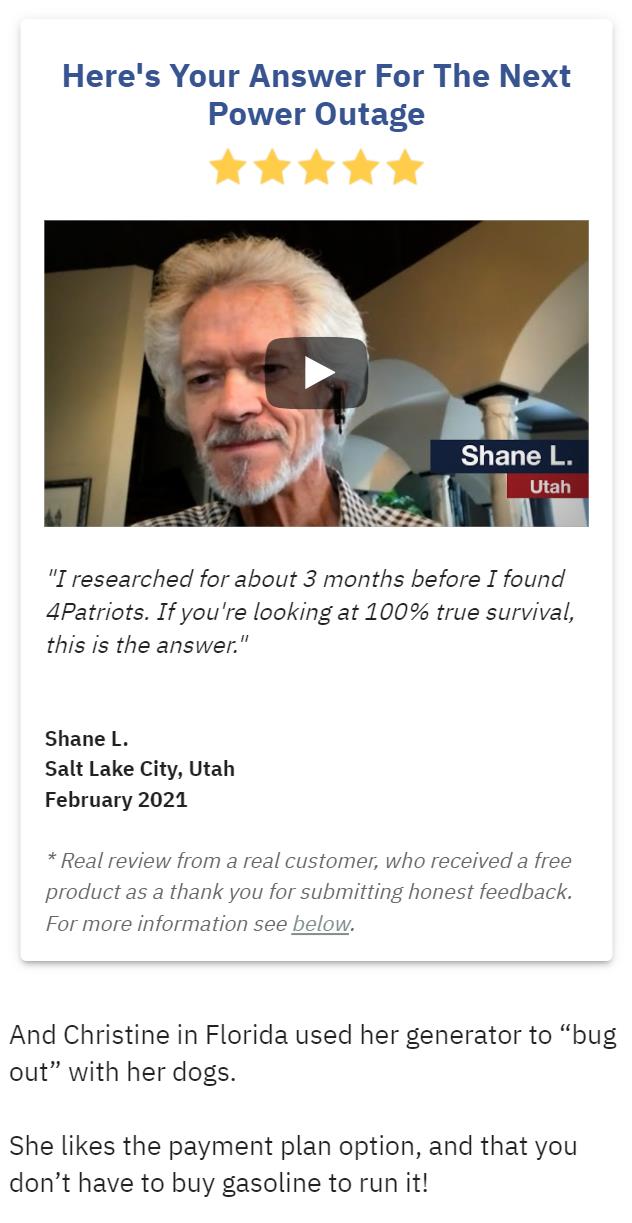 Here's Your Answer For The Next
Power Outage
Shane L.
Utah
"I researched for about 3 months before I found
4Patriots. If you're looking at 100% true survival,
this is the answer."
Shane L.
Salt Lake City, Utah
February 2021
* Real review from a real customer, who received a free
product as a thank you for submitting honest feedback.
For more information see below.
And Christine in Florida used her generator to “bug
out” with her dogs.
She likes the payment plan option, and that you
don’t have to buy gasoline to run it!